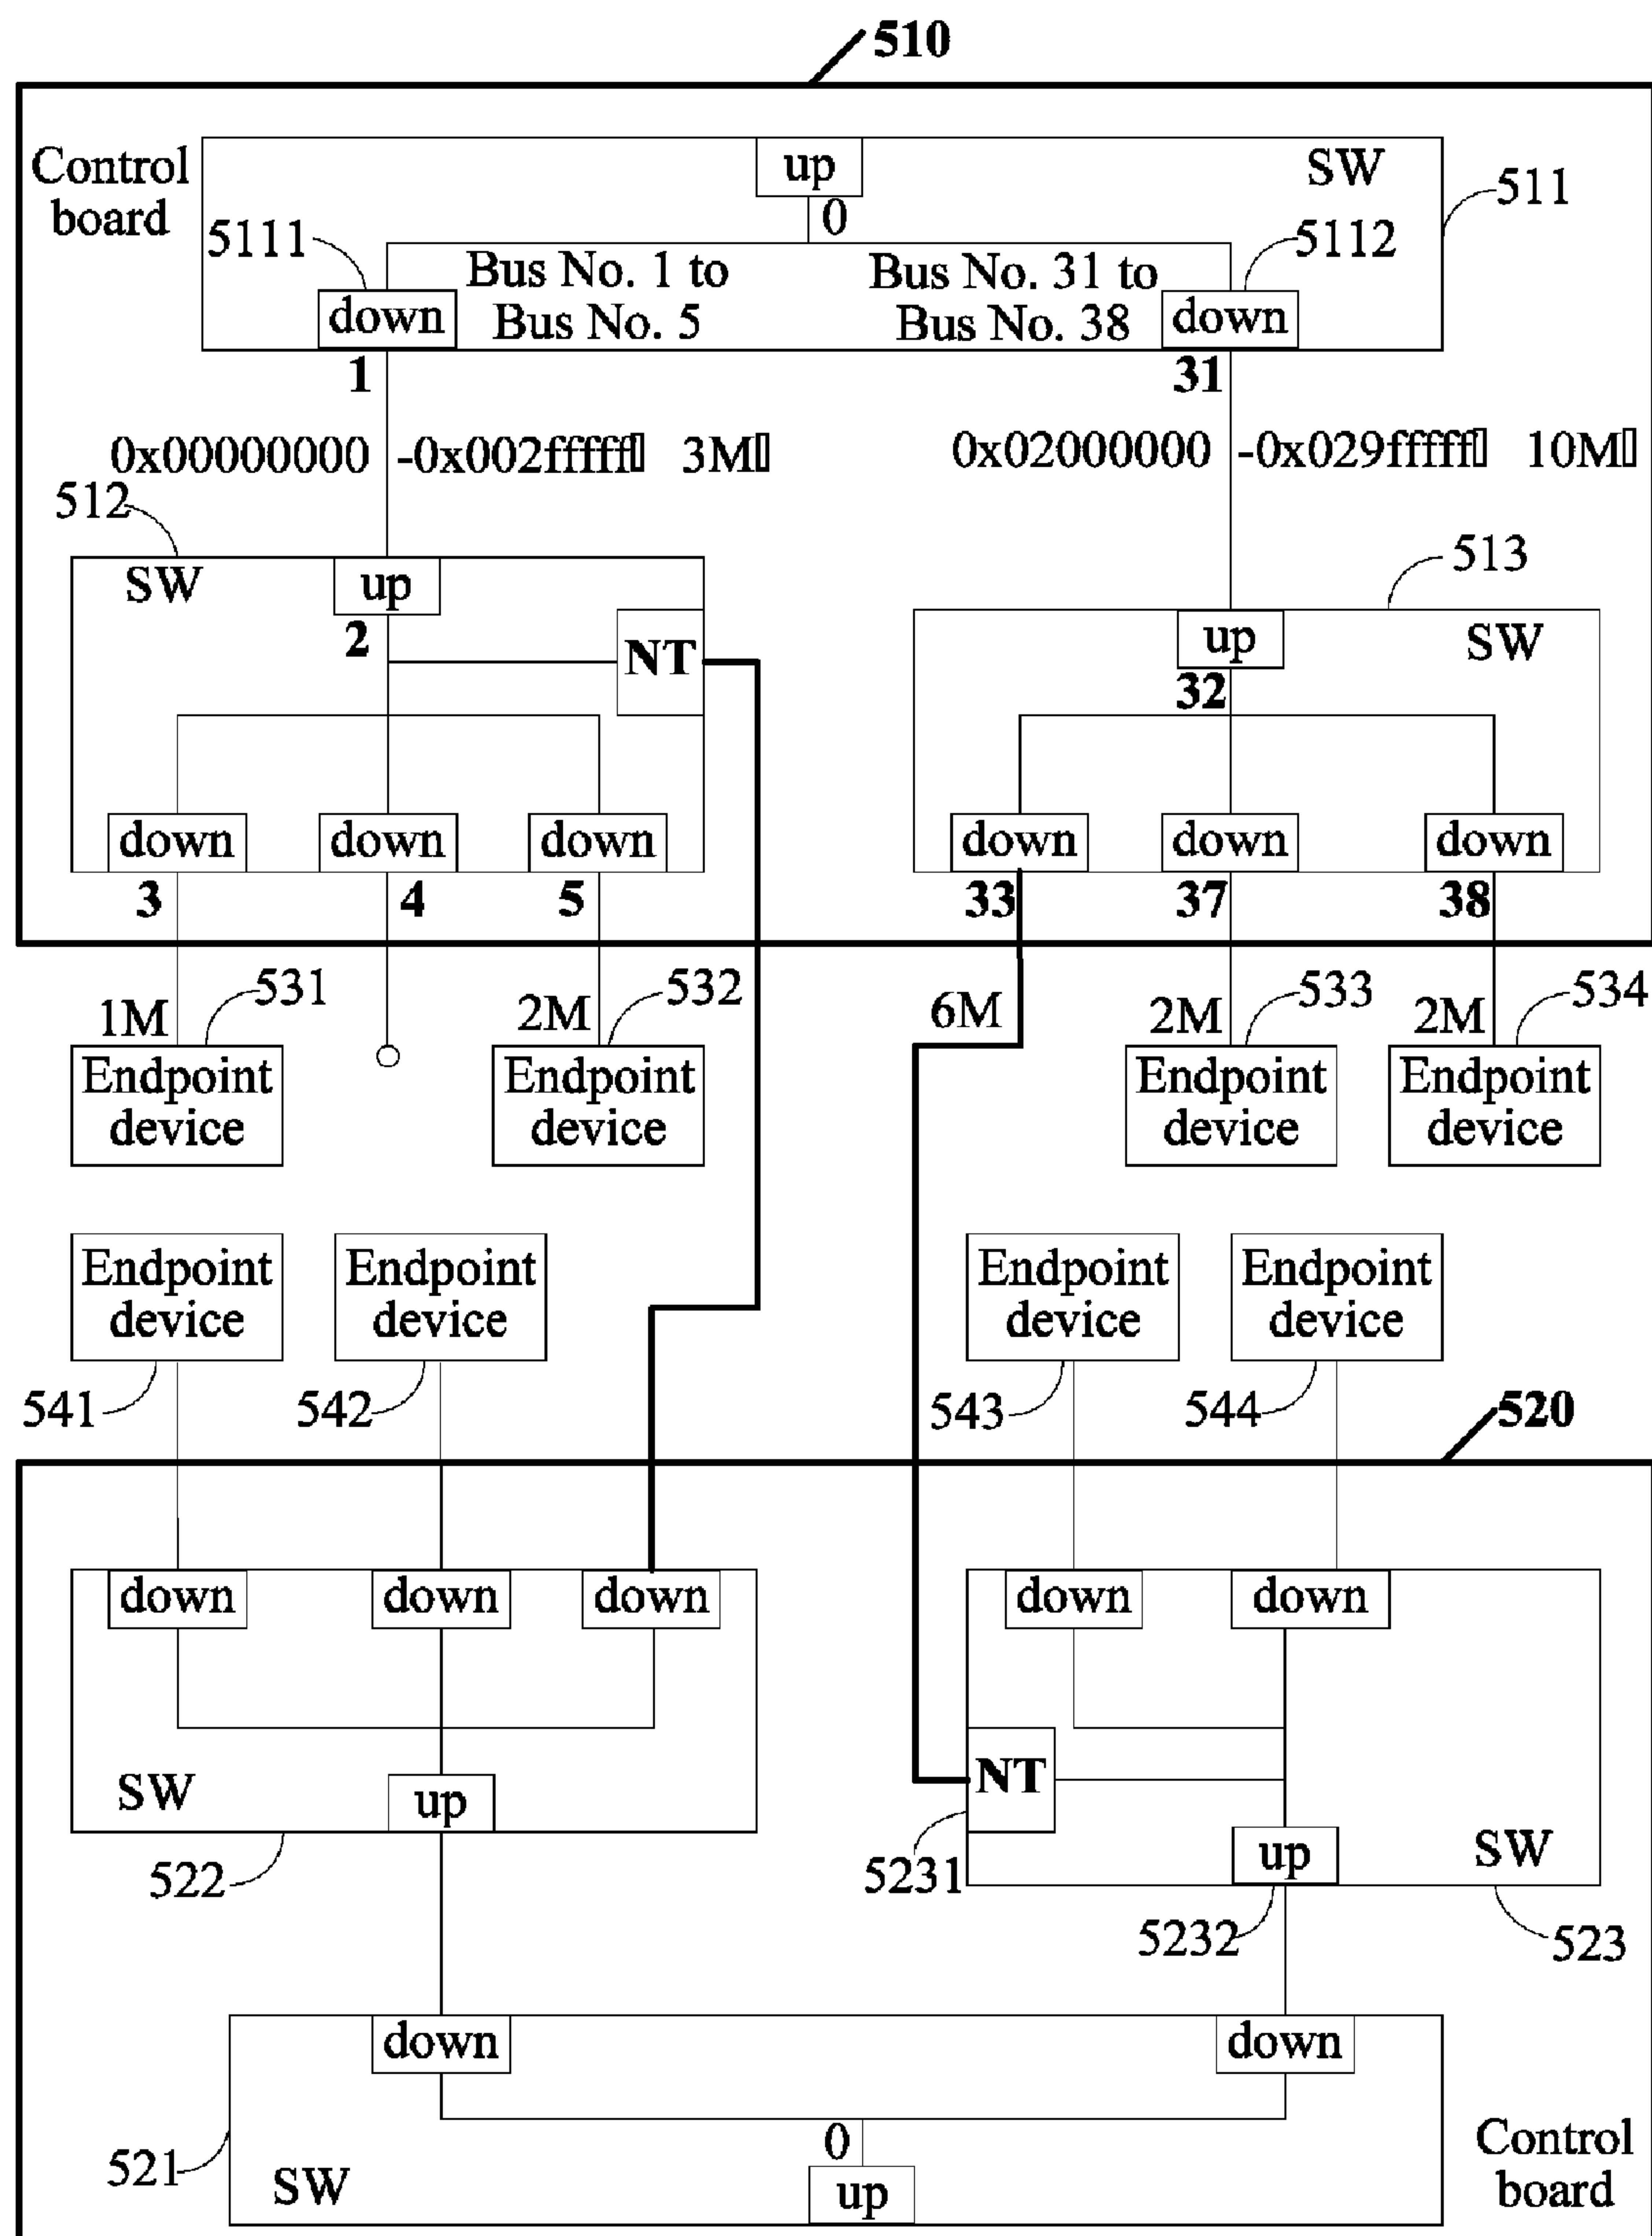 510
Control
board
up
SW
511
0
5111
5112
Bus No. 1 to
Bus No. 5
Bus No. 31 to
Bus No. 38
down
down
1
31
0x00000000 -0x002fffff▯ 3M▯
0x02000000 -0x029fffff▯ 10M▯
512
513
SW
up
2
NT
up
SW
32
down
down
down
down
down
down
3
4
5
33
37
38
531
532
533
534
1M
2M
6M
2M
2M
Endpoint
device
Endpoint
device
Endpoint
device
Endpoint
device
Endpoint
device
Endpoint
device
Endpoint
device
Endpoint
device
541
542
543
544
520
down
down
down
down
down
SW
up
NT
up
SW
522
5231
5232
523
down
down
0
521
SW
up
Control
board